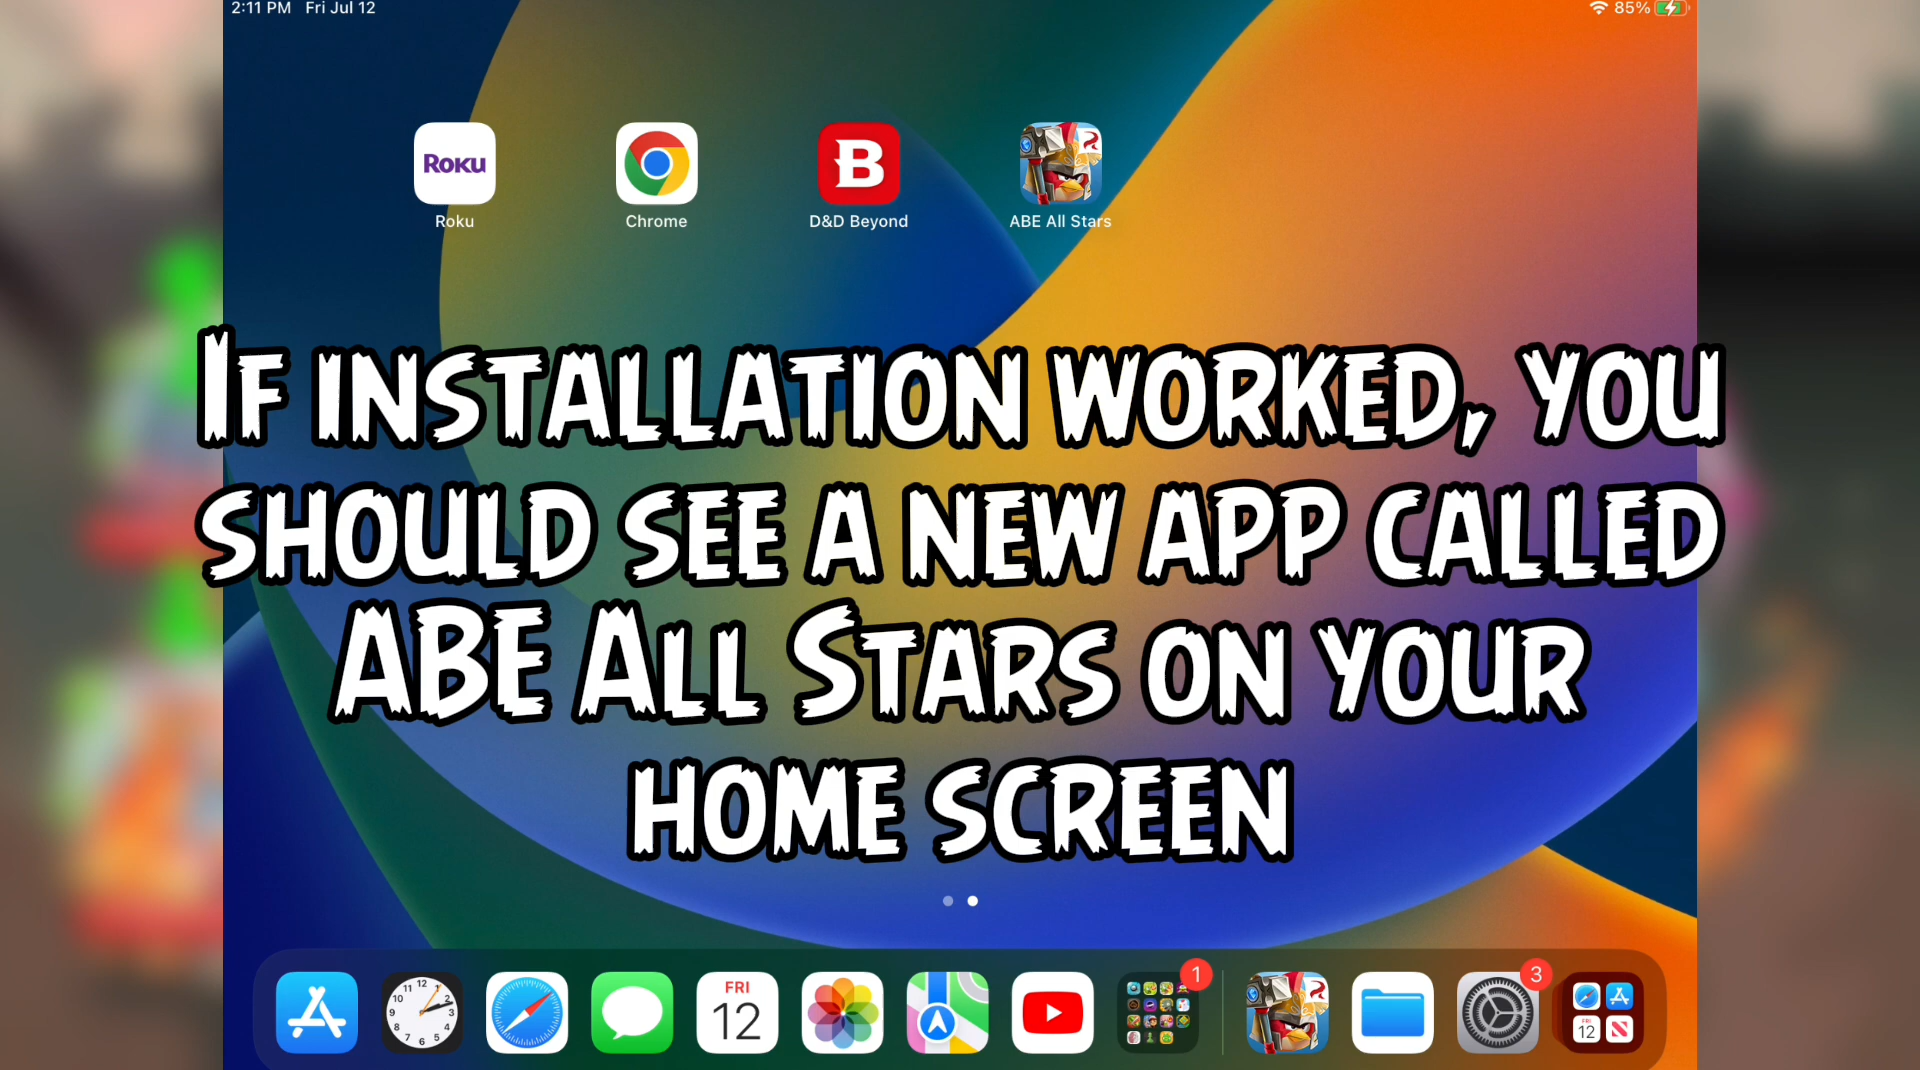 2:11 PM Fri Jul 12
85%
Roku
Roku
Chrome
B
D&D Beyond
ABE All Stars
If installation worked, you
should see a new app called
ABE All Stars on your
home screen
1
3
FRI
12
12